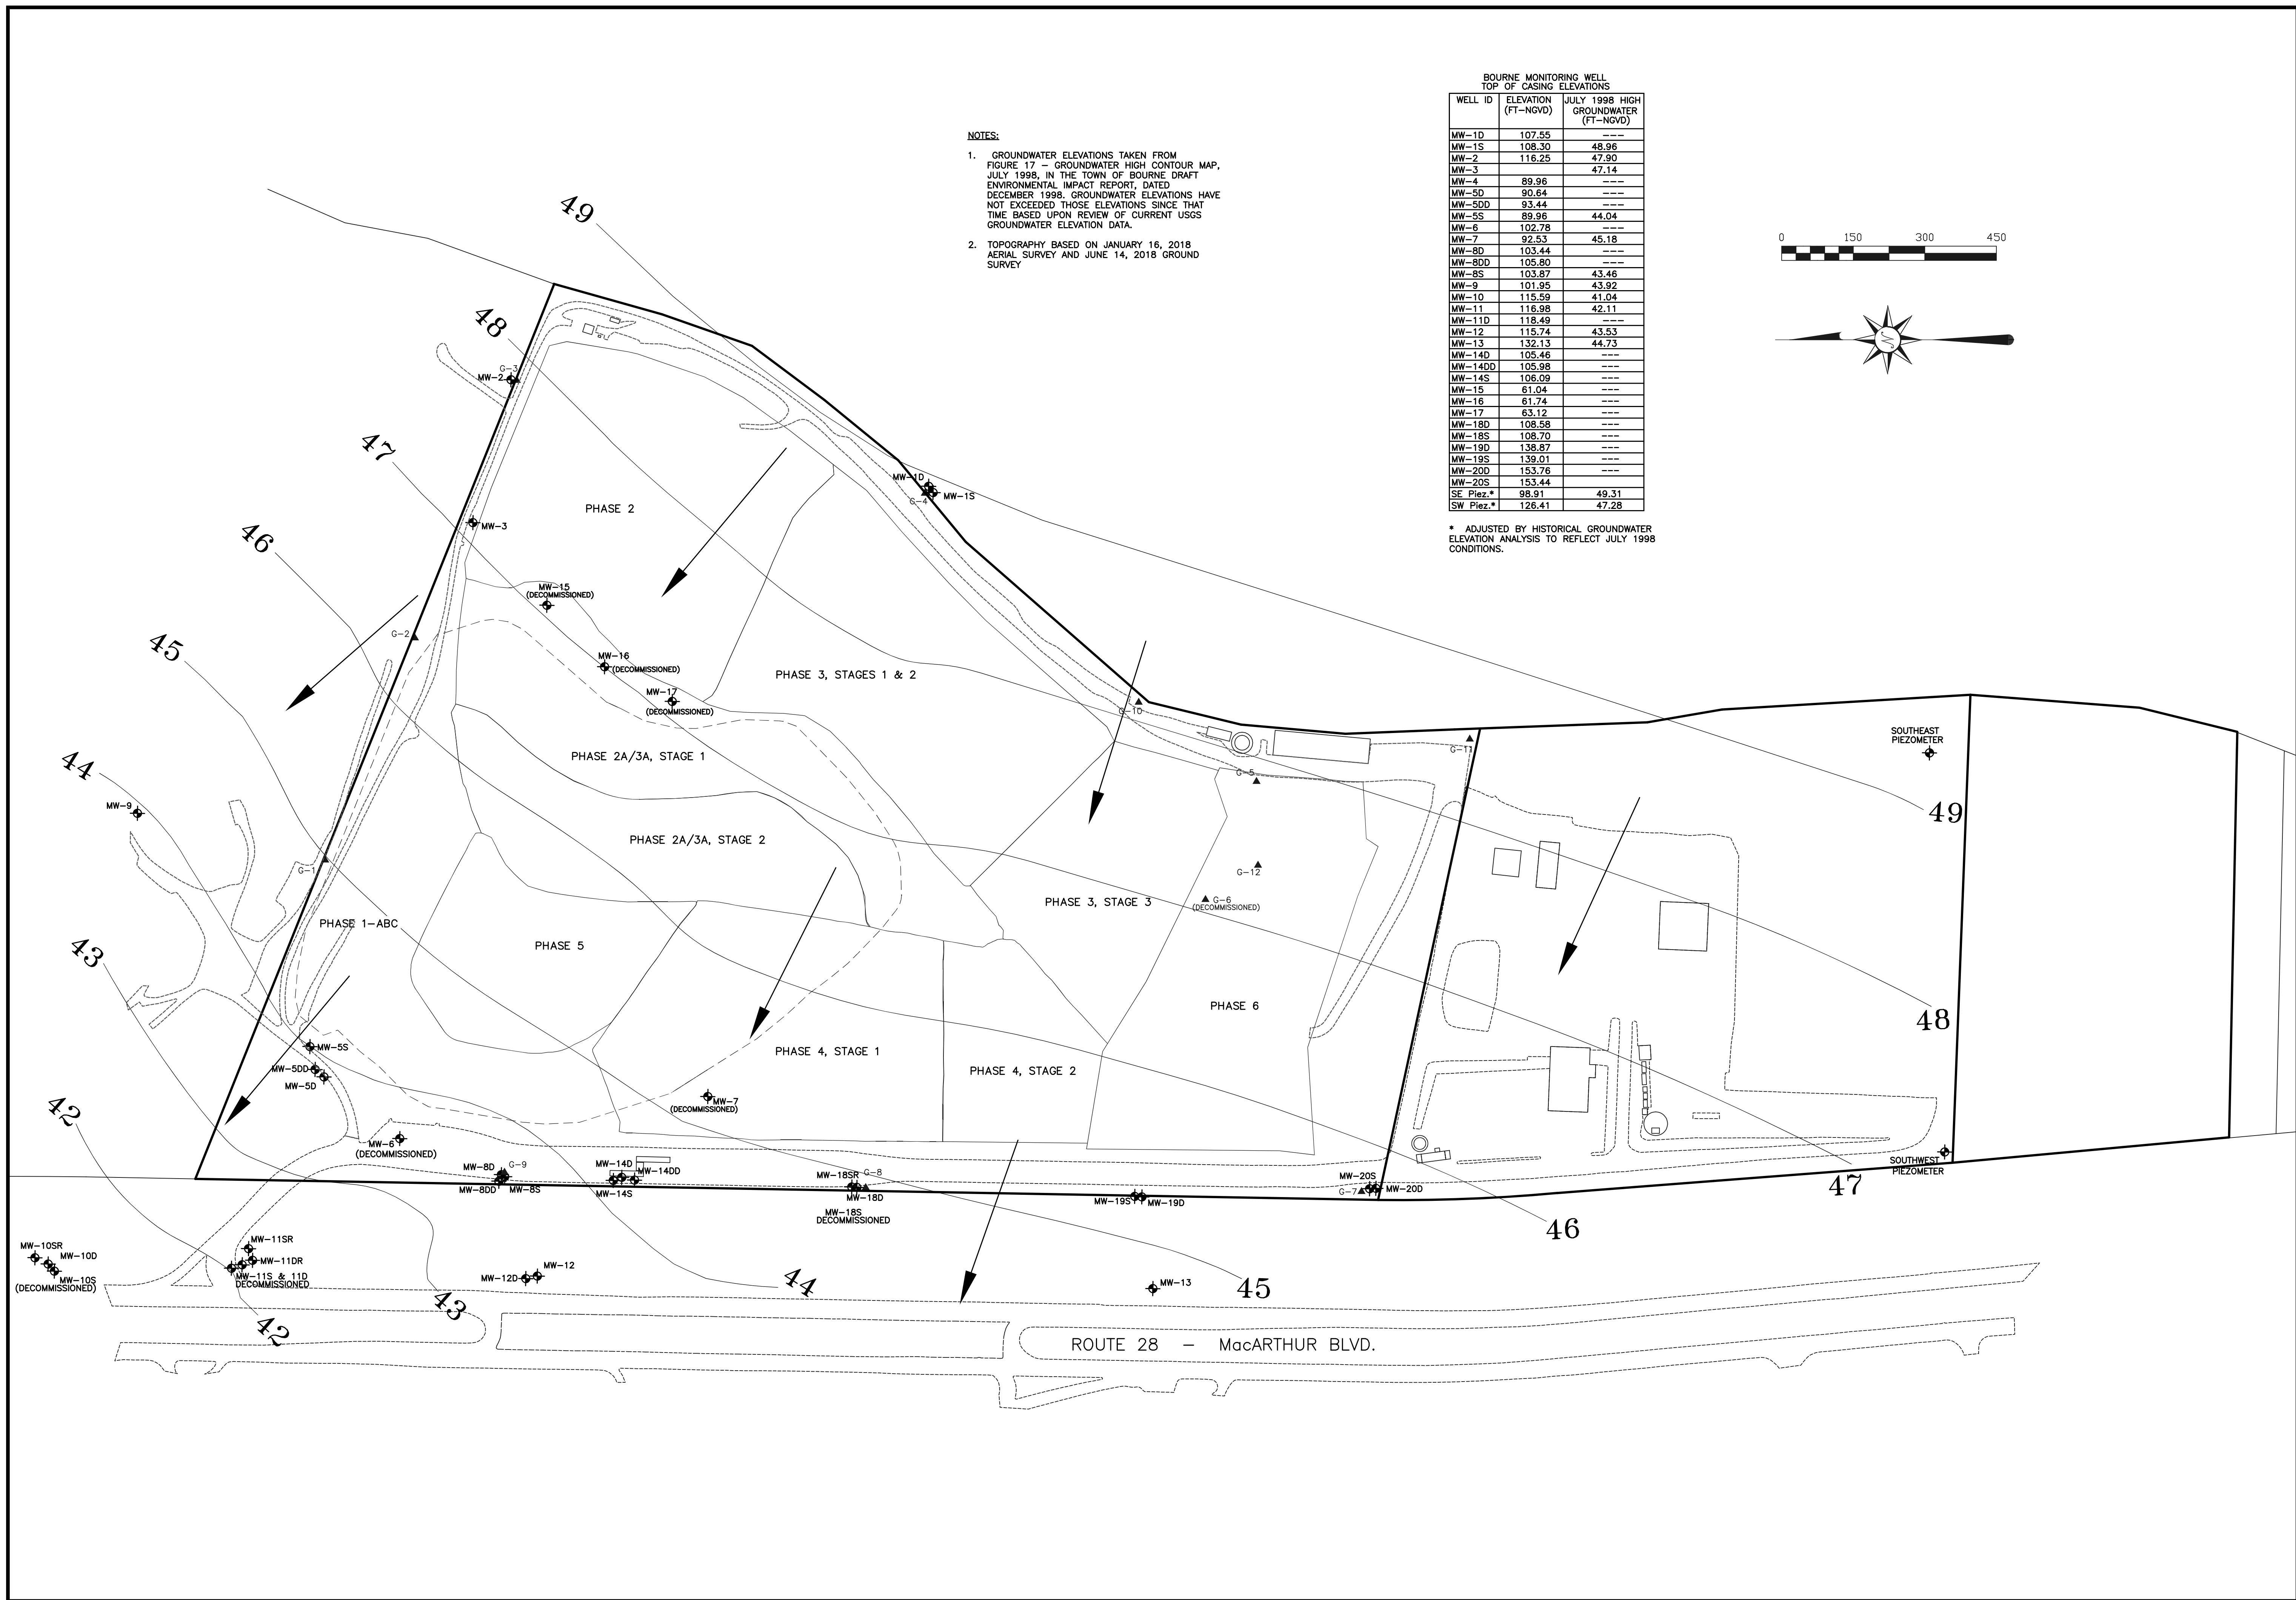 BOURNE MONITORING WELL
TOP OF CASING ELEVATIONS
WELL ID ELEVATION (FT-NGVD) JULY 1998 HIGH GROUNDWATER (FT-NGVD)
MW-1D 107.55 ---
MW-1S 108.30 48.96
MW-2 116.25 47.90
MW-3 47.14
MW-4 89.96 ---
MW-5D 90.64 ---
MW-5DD 93.44 ---
MW-5S 89.96 44.04
MW-6 102.78 ---
MW-7 92.53 45.18
MW-8D 103.44 ---
MW-8DD 105.80 ---
MW-8S 103.87 43.46
MW-9 101.95 43.92
MW-10 115.59 41.04
MW-11 116.98 42.11
MW-11D 118.49 ---
MW-12 115.74 43.53
MW-13 132.13 44.73
MW-14D 105.46 ---
MW-14DD 105.98 ---
MW-14S 106.09 ---
MW-15 61.04 ---
MW-16 61.74 ---
MW-17 63.12 ---
MW-18D 108.58 ---
MW-18S 108.70 ---
MW-19D 138.87 ---
MW-19S 139.01 ---
MW-20D 153.76 ---
MW-20S 153.44
SE Piez.* 98.91 49.31
SW Piez.* 126.41 47.28
* ADJUSTED BY HISTORICAL GROUNDWATER
ELEVATION ANALYSIS TO REFLECT JULY 1998
CONDITIONS.
NOTES:
1. GROUNDWATER ELEVATIONS TAKEN FROM
FIGURE 17 - GROUNDWATER HIGH CONTOUR MAP,
JULY 1998, IN THE TOWN OF BOURNE DRAFT
ENVIRONMENTAL IMPACT REPORT, DATED
DECEMBER 1998. GROUNDWATER ELEVATIONS HAVE
NOT EXCEEDED THOSE ELEVATIONS SINCE THAT
TIME BASED UPON REVIEW OF CURRENT USGS
GROUNDWATER ELEVATION DATA.
2. TOPOGRAPHY BASED ON JANUARY 16, 2018
AERIAL SURVEY AND JUNE 14, 2018 GROUND
SURVEY
0 150 300 450
N
49
48
G-3
MW-2
47
MW-1D
G-4
MW-1S
PHASE 2
MW-3
46
MW-15
(DECOMMISSIONED)
G-2
45
MW-16
(DECOMMISSIONED)
PHASE 3, STAGES 1 & 2
MW-17
(DECOMMISSIONED)
G-10
SOUTHEAST
PIEZOMETER
G-11
PHASE 2A/3A, STAGE 1
44
G-5
MW-9
49
PHASE 2A/3A, STAGE 2
G-1
G-12
PHASE 3, STAGE 3
G-6
(DECOMMISSIONED)
PHASE 1-ABC
PHASE 5
43
PHASE 6
48
MW-5S
PHASE 4, STAGE 1
MW-5DD
MW-5D
PHASE 4, STAGE 2
MW-7
(DECOMMISSIONED)
42
MW-6
(DECOMMISSIONED)
SOUTHWEST
PIEZOMETER
MW-8D
G-9
MW-8DD
MW-8S
MW-14D
MW-14DD
MW-14S
MW-18SR
G-8
MW-18D
MW-18S
DECOMMISSIONED
MW-19S
MW-19D
MW-20S
G-7
MW-20D
47
46
MW-10SR
MW-10D
MW-10S
(DECOMMISSIONED)
MW-11SR
MW-11DR
MW-11S & 11D
DECOMMISSIONED
MW-12D
MW-12
MW-13
44
45
43
42
ROUTE 28 - MacARTHUR BLVD.